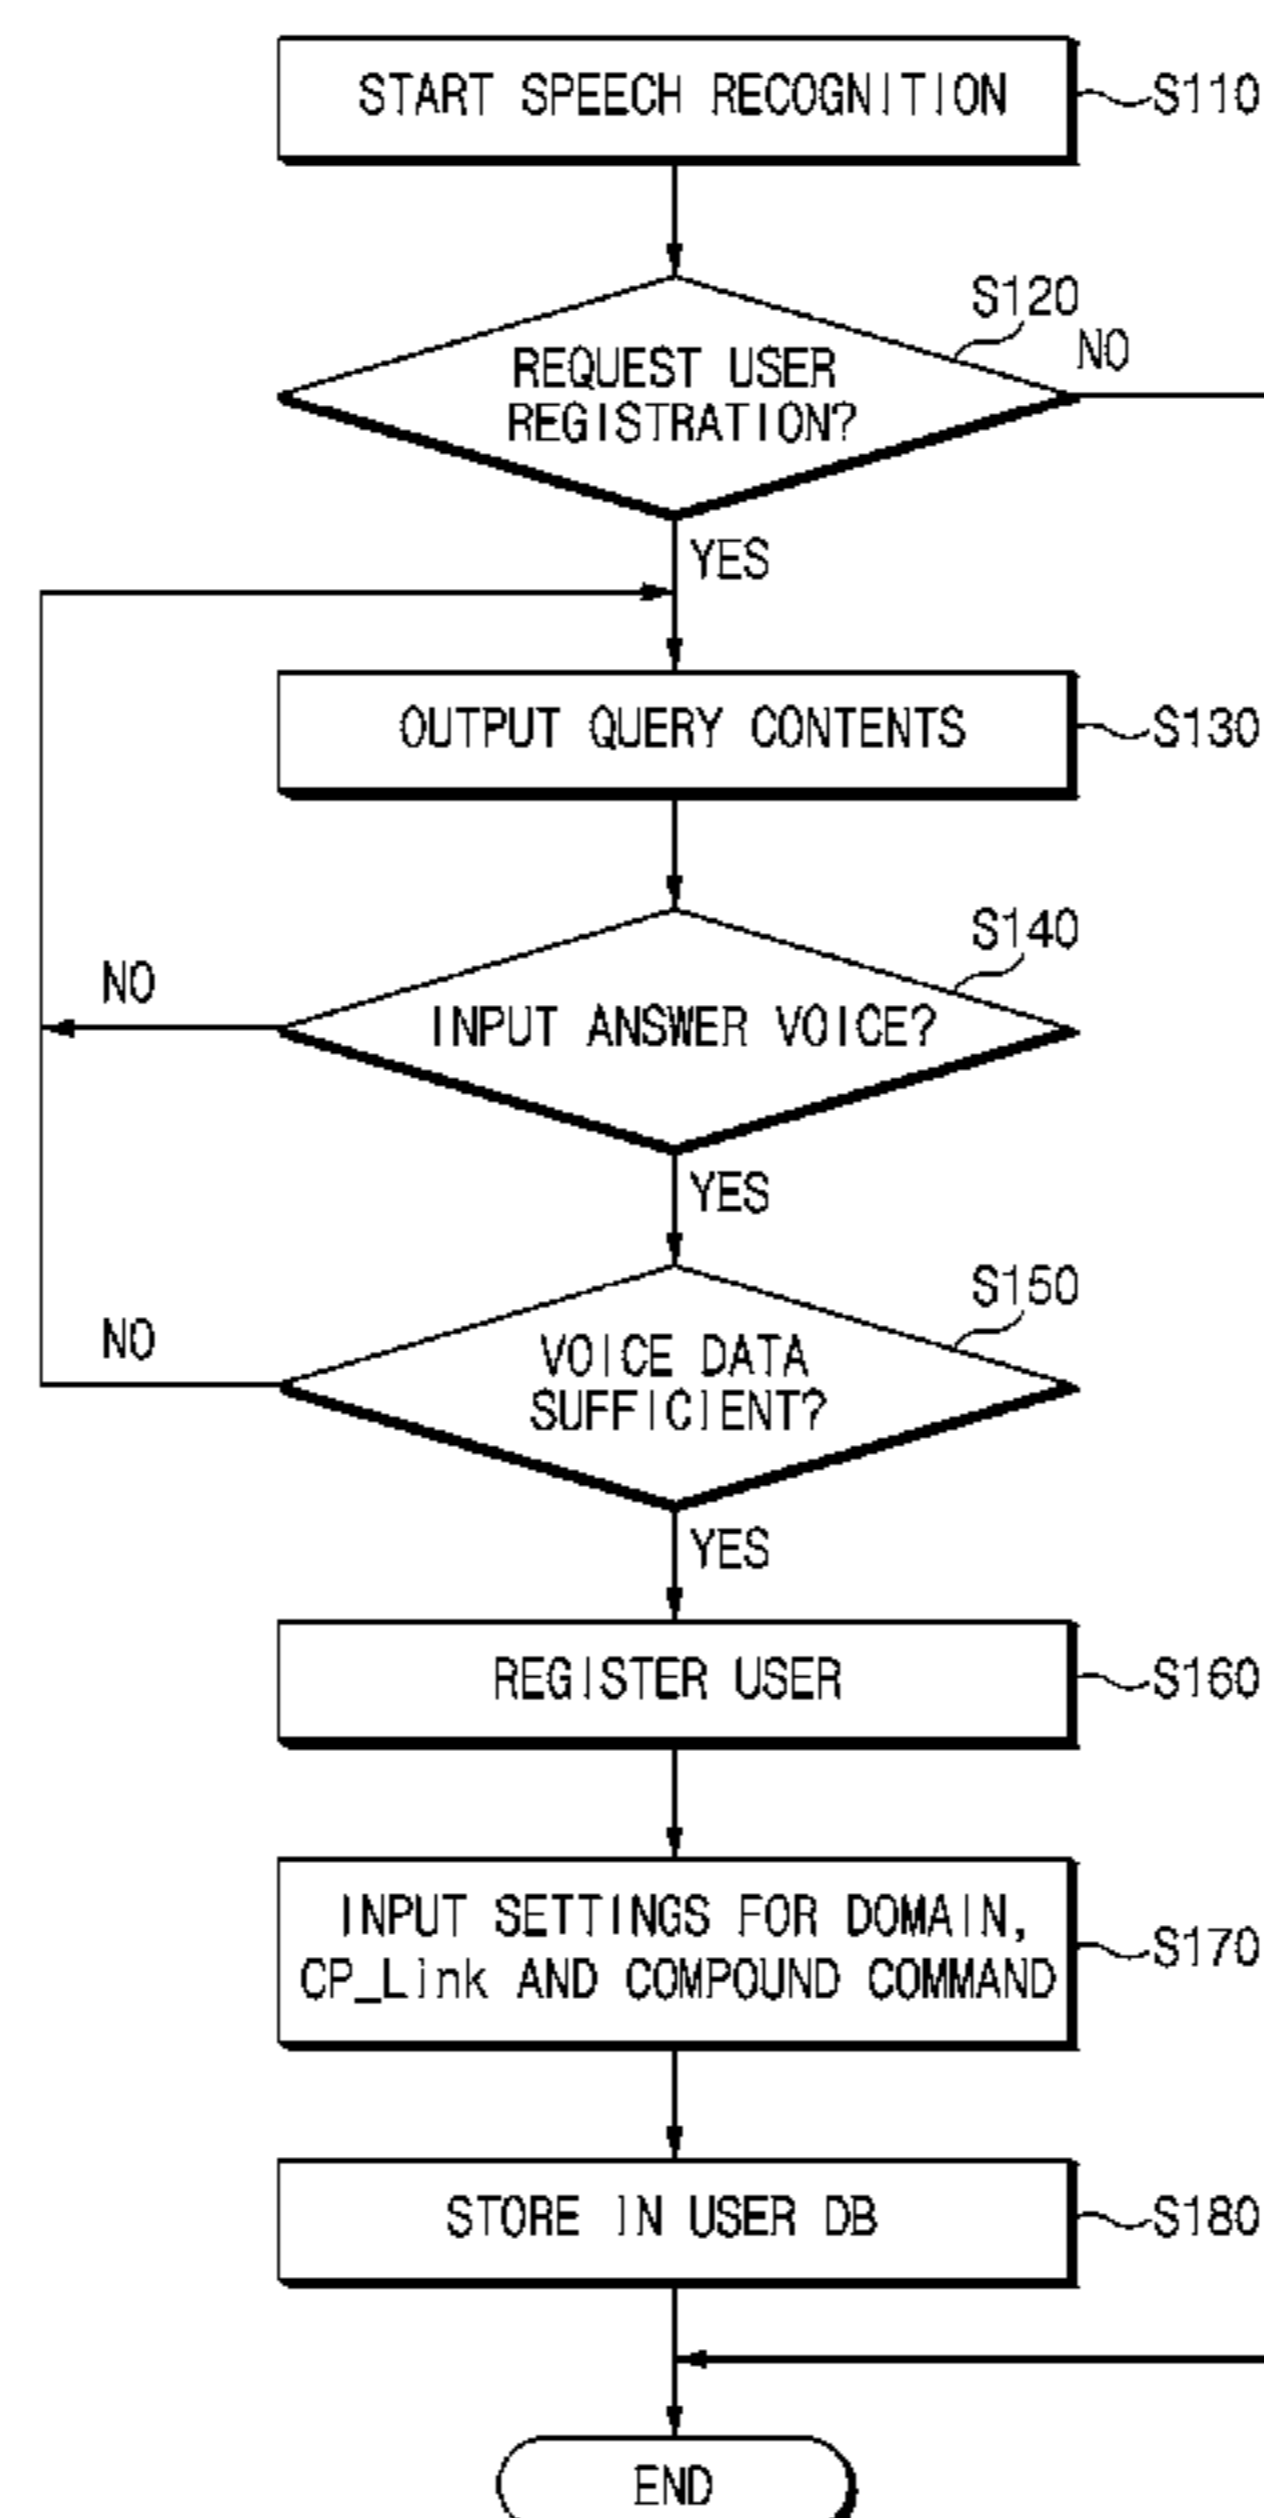 START SPEECH RECOGNITION
S110
S120
NO
REQUEST USER
REGISTRATION?
YES
OUTPUT QUERY CONTENTS
S130
S140
NO
INPUT ANSWER VOICE?
YES
S150
NO
VOICE DATA
SUFFICIENT?
YES
REGISTER USER
S160
INPUT SETTINGS FOR DOMAIN,
CP_Link AND COMPOUND COMMAND
S170
STORE IN USER DB
S180
END